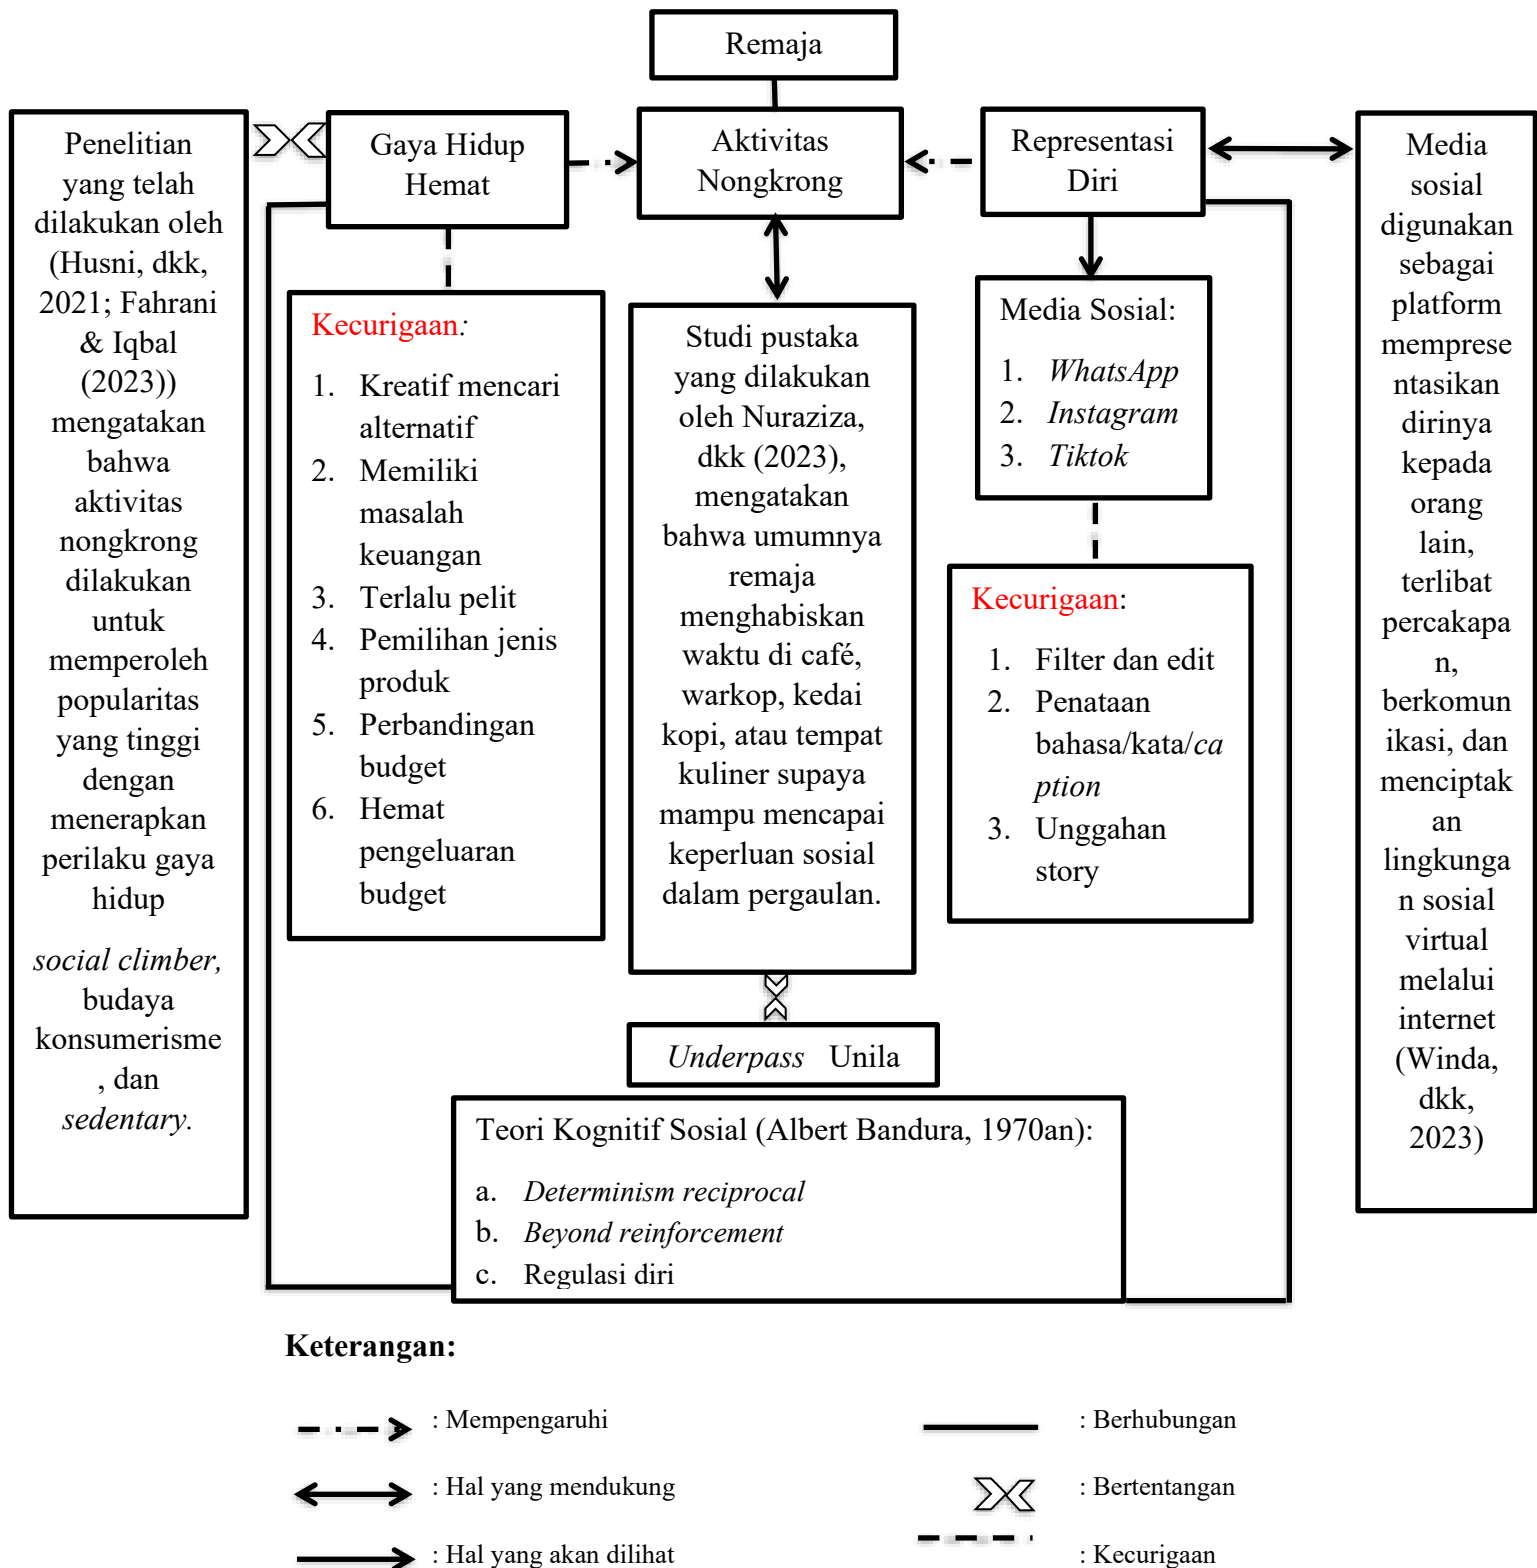 Remaja
Penelitian
yang telah
dilakukan oleh
(Husni, dkk,
2021; Fahrani
& Iqbal
(2023))
mengatakan
bahwa
aktivitas
nongkrong
dilakukan
untuk
memperoleh
popularitas
yang tinggi
dengan
menerapkan
perilaku gaya
hidup
social climber,
budaya
konsumerisme
, dan
sedentary.
Gaya Hidup
Hemat
Aktivitas
Nongkrong
Representasi
Diri
Media
sosial
digunakan
sebagai
platform
memprese
ntasikan
dirinya
kepada
orang
lain,
terlibat
percakapa
n,
berkomun
ikasi, dan
menciptak
an
lingkunga
n sosial
virtual
melalui
internet
(Winda,
dkk,
2023)
Kecurigaan:
1. Kreatif mencari
alternatif
2. Memiliki
masalah
keuangan
3. Terlalu pelit
4. Pemilihan jenis
produk
5. Perbandingan
budget
6. Hemat
pengeluaran
budget
Studi pustaka
yang dilakukan
oleh Nuraziza,
dkk (2023),
mengatakan
bahwa umumnya
remaja
menghabiskan
waktu di café,
warkop, kedai
kopi, atau tempat
kuliner supaya
mampu mencapai
keperluan sosial
dalam pergaulan.
Media Sosial:
1. WhatsApp
2. Instagram
3. Tiktok
Kecurigaan:
1. Filter dan edit
2. Penataan
bahasa/kata/ca
ption
3. Unggahan
story
Underpass Unila
Teori Kognitif Sosial (Albert Bandura, 1970an):
a. Determinism reciprocal
b. Beyond reinforcement
c. Regulasi diri
Keterangan:
: Mempengaruhi
: Berhubungan
: Hal yang mendukung
: Bertentangan
: Hal yang akan dilihat
: Kecurigaan